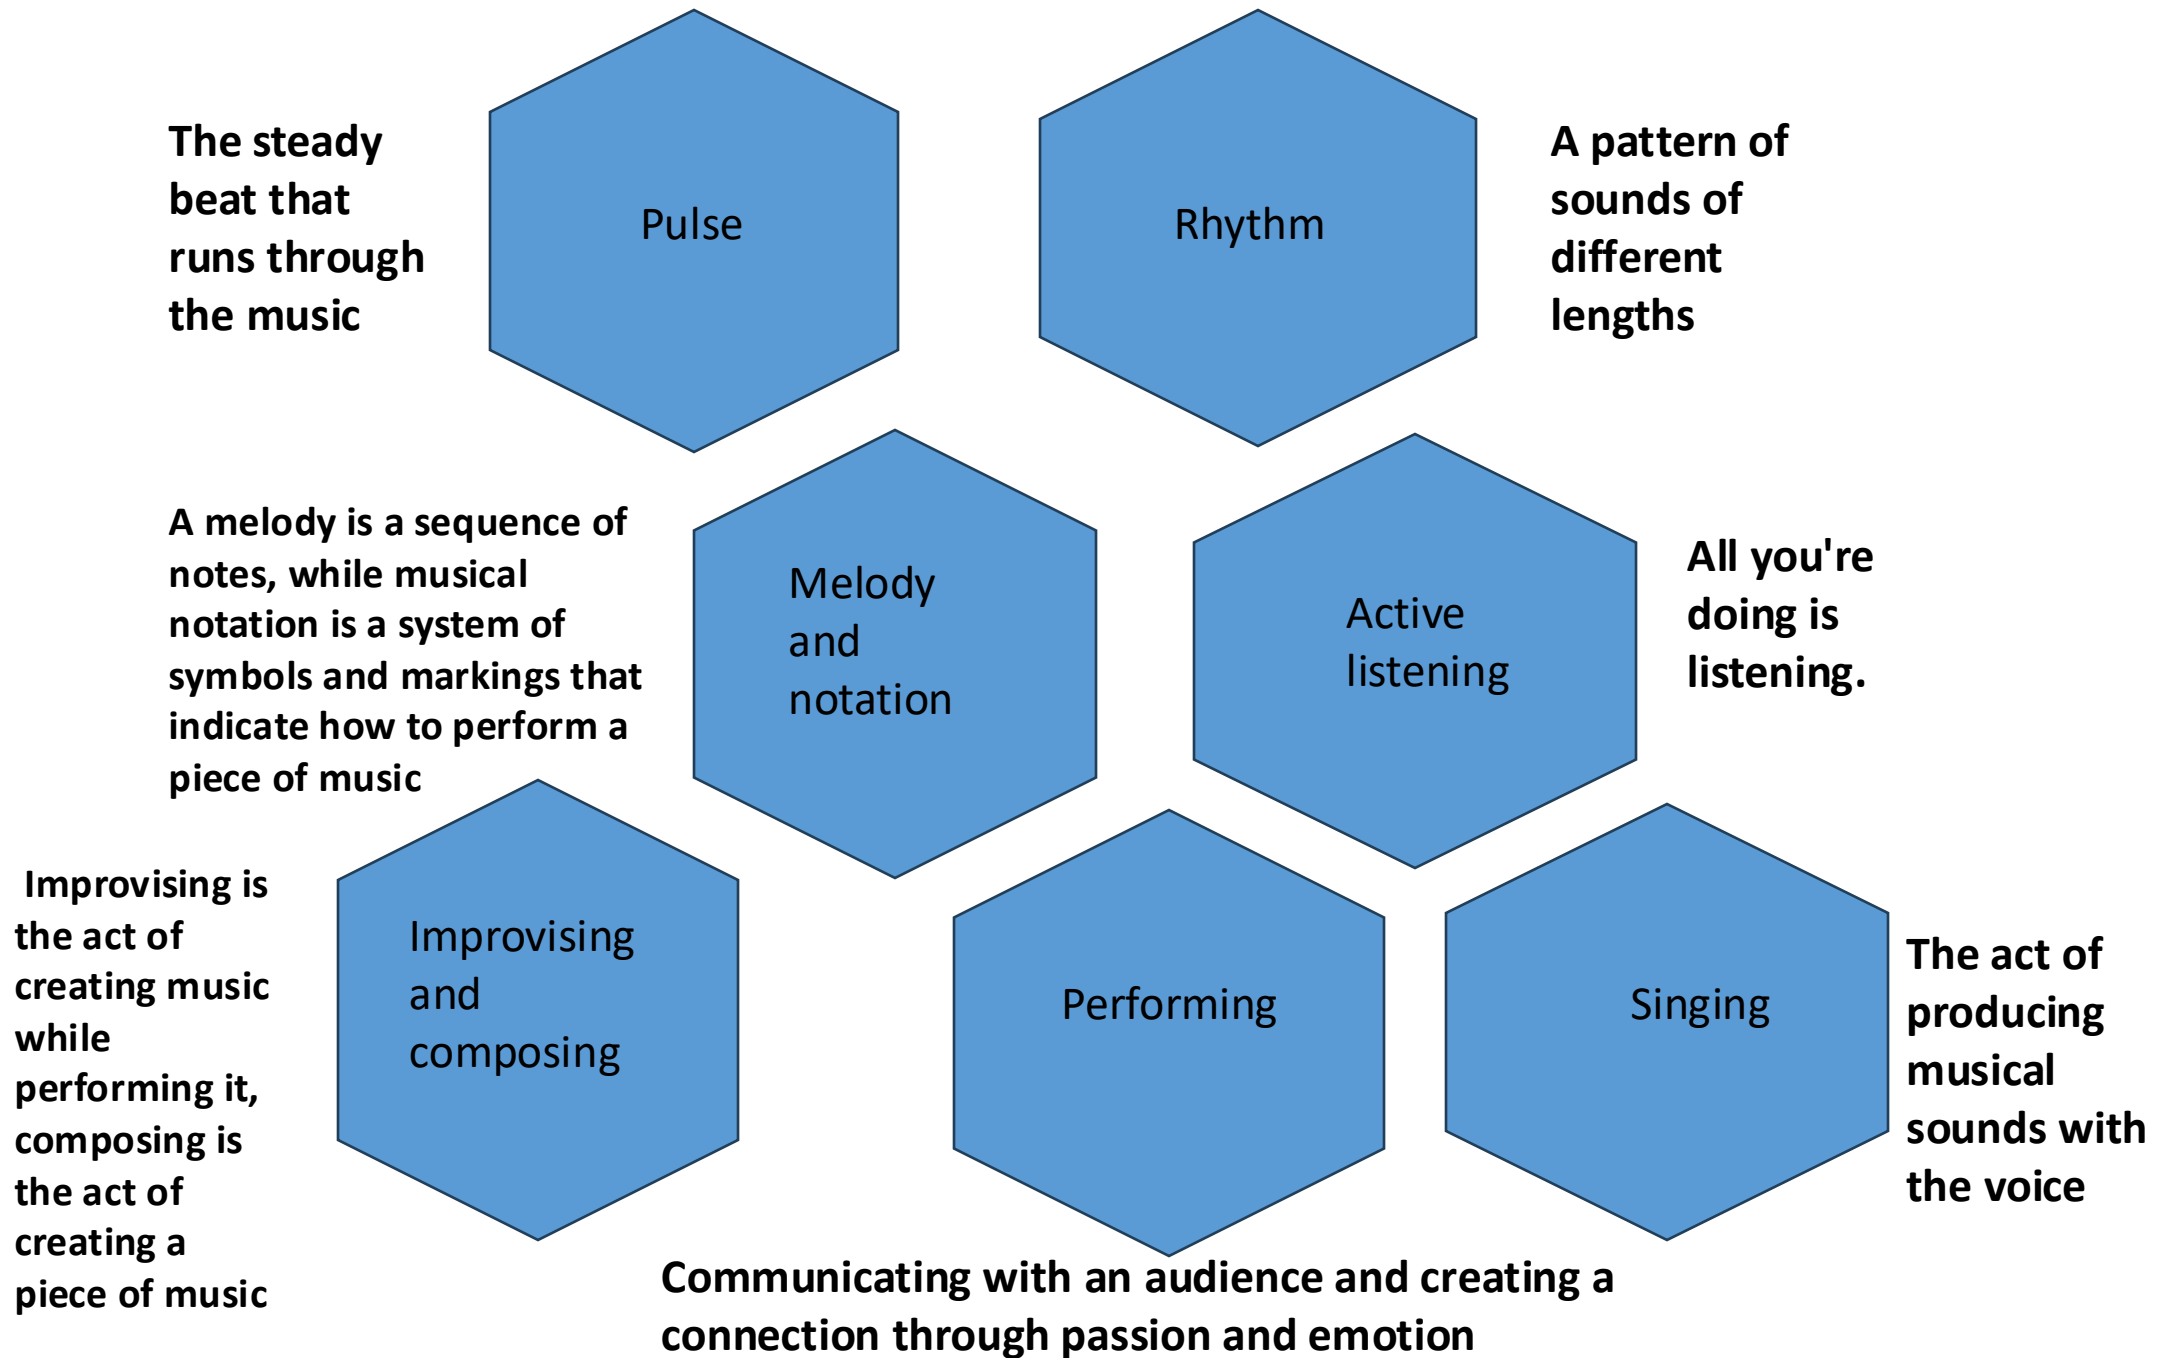 The steady
beat that
runs through
the music
Pulse
Rhythm
A pattern of
sounds of
different
lengths
A melody is a sequence of
notes, while musical
notation is a system of
symbols and markings that
indicate how to perform a
piece of music
Melody
and
notation
Active
listening
All you're
doing is
listening.
Improvising is
the act of
creating music
while
performing it,
composing is
the act of
creating a
piece of music
Improvising
and
composing
Performing
Singing
The act of
producing
musical
sounds with
the voice
Communicating with an audience and creating a
connection through passion and emotion